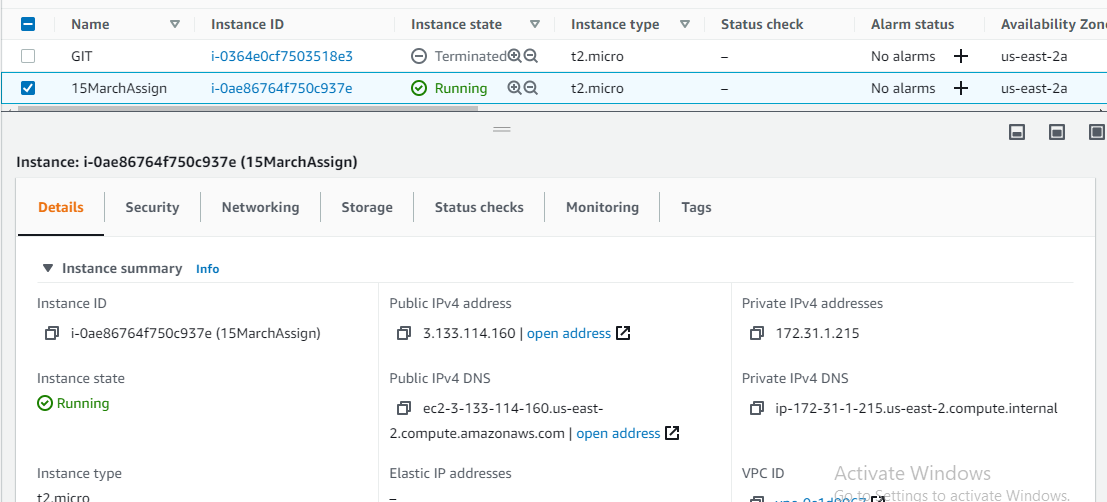 Name Instance ID Instance state Instance type Status check Alarm status Availability Zone
GIT i-0364e0cf7503518e3 Terminated t2.micro – No alarms + us-east-2a
15MarchAssign i-0ae86764f750c937e Running t2.micro – No alarms + us-east-2a
Instance: i-0ae86764f750c937e (15MarchAssign)
Details Security Networking Storage Status checks Monitoring Tags
Instance summary Info
Instance ID Public IPv4 address Private IPv4 addresses
i-0ae86764f750c937e (15MarchAssign) 3.133.114.160 | open address 172.31.1.215
Instance state Public IPv4 DNS Private IPv4 DNS
Running ec2-3-133-114-160.us-east- ip-172-31-1-215.us-east-2.compute.internal
2.compute.amazonaws.com | open address
Instance type Elastic IP addresses VPC ID
t2.micro –
Activate Windows
Go to Settings to activate Windows.